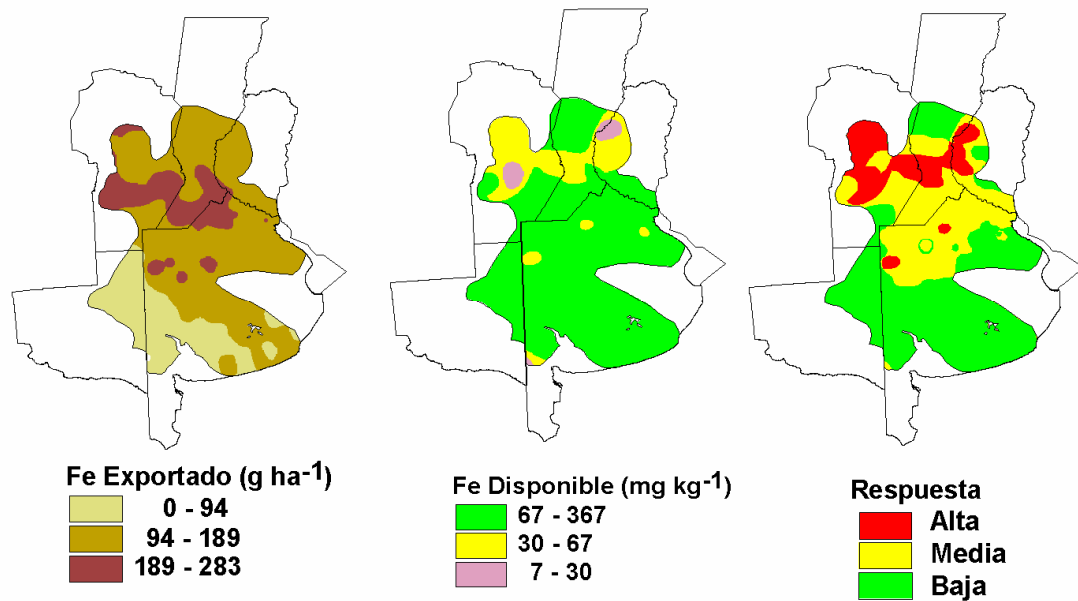 Fe Exportado (g ha-1)
0 - 94
94 - 189
189 - 283
Fe Disponible (mg kg-1)
67 - 367
30 - 67
7 - 30
Respuesta
Alta
Media
Baja